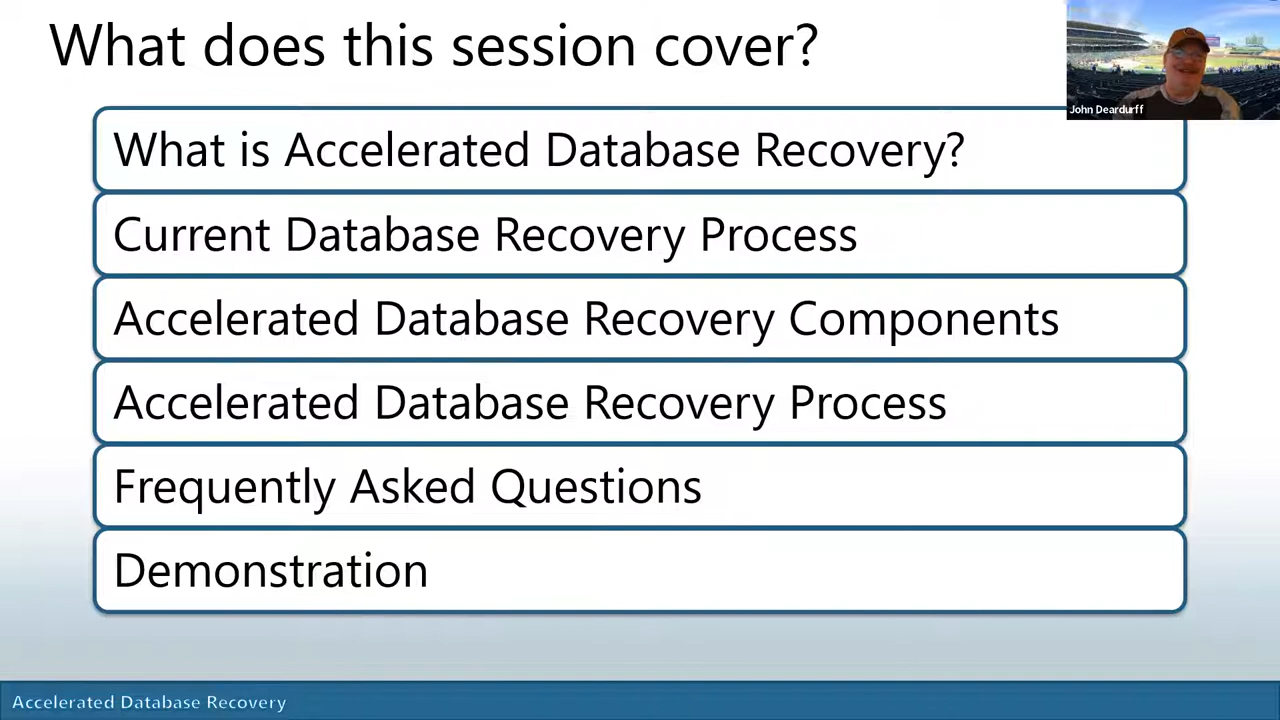 What does this session cover?
John Deardurff
What is Accelerated Database Recovery?
Current Database Recovery Process
Accelerated Database Recovery Components
Accelerated Database Recovery Process
Frequently Asked Questions
Demonstration
Accelerated Database Recovery